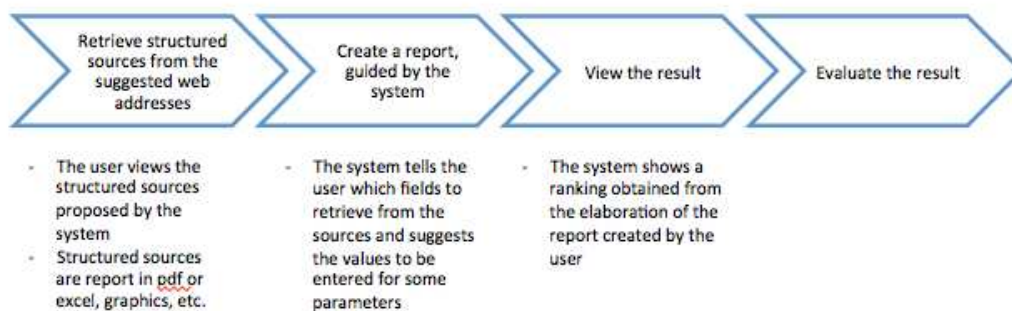 Retrieve structured
sources from the
suggested web
addresses
Create a report,
guided by the
system
View the result
Evaluate the result
- The user views the
structured sources
proposed by the
system
- Structured sources
are report in pdf or
excel, graphics, etc.
- The system tells the
user which fields to
retrieve from the
sources and suggests
the values to be
entered for some
parameters
- The system shows a
ranking obtained from
the elaboration of the
report created by the
user